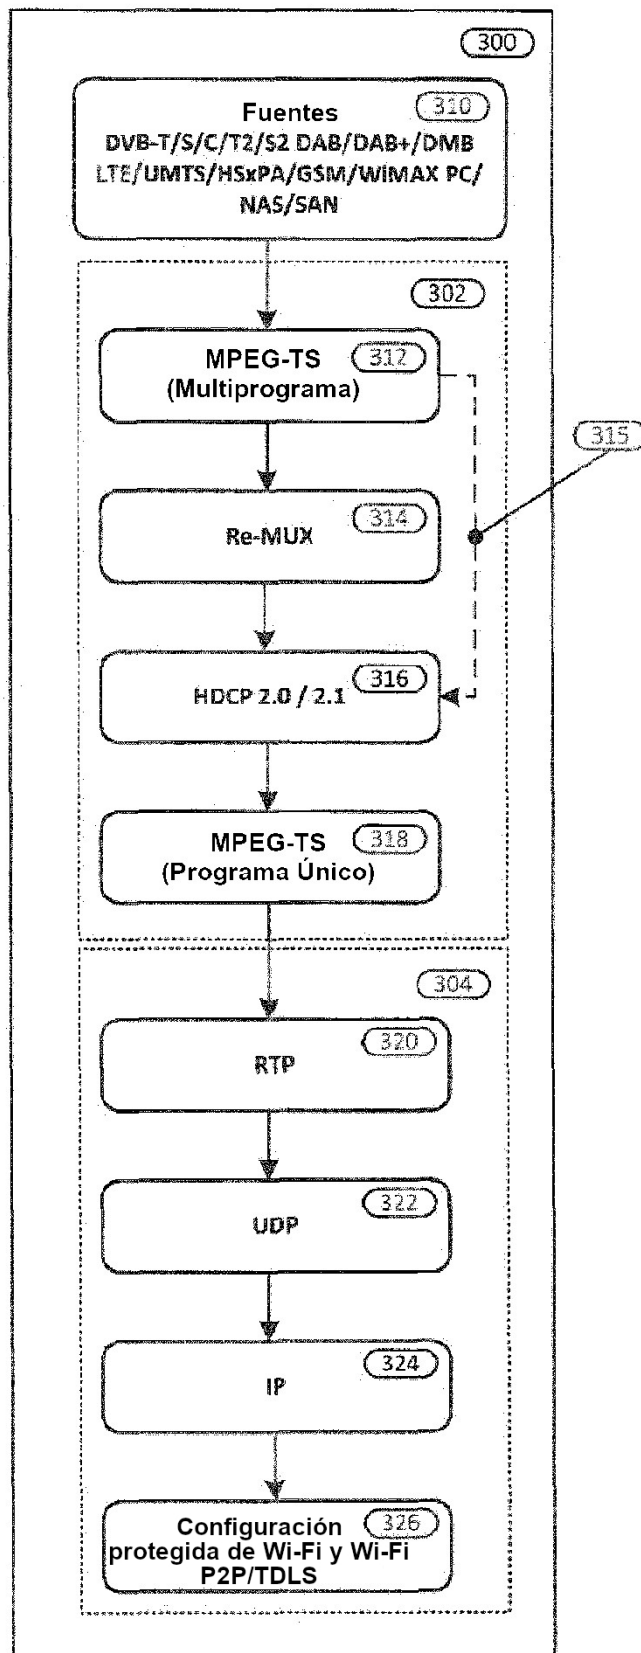 300
310
Fuentes
DVB-T/S/C/T2/S2 DAB/DAB+/DMB
LTE/UMTS/HSxPA/GSM/WiMAX PC/
NAS/SAN
302
312
MPEG-TS
(Multiprograma)
315
314
Re-MUX
316
HDCP 2.0 / 2.1
318
MPEG-TS
(Programa Único)
304
320
RTP
322
UDP
324
IP
326
Configuración
protegida de Wi-Fi y Wi-Fi
P2P/TDLS